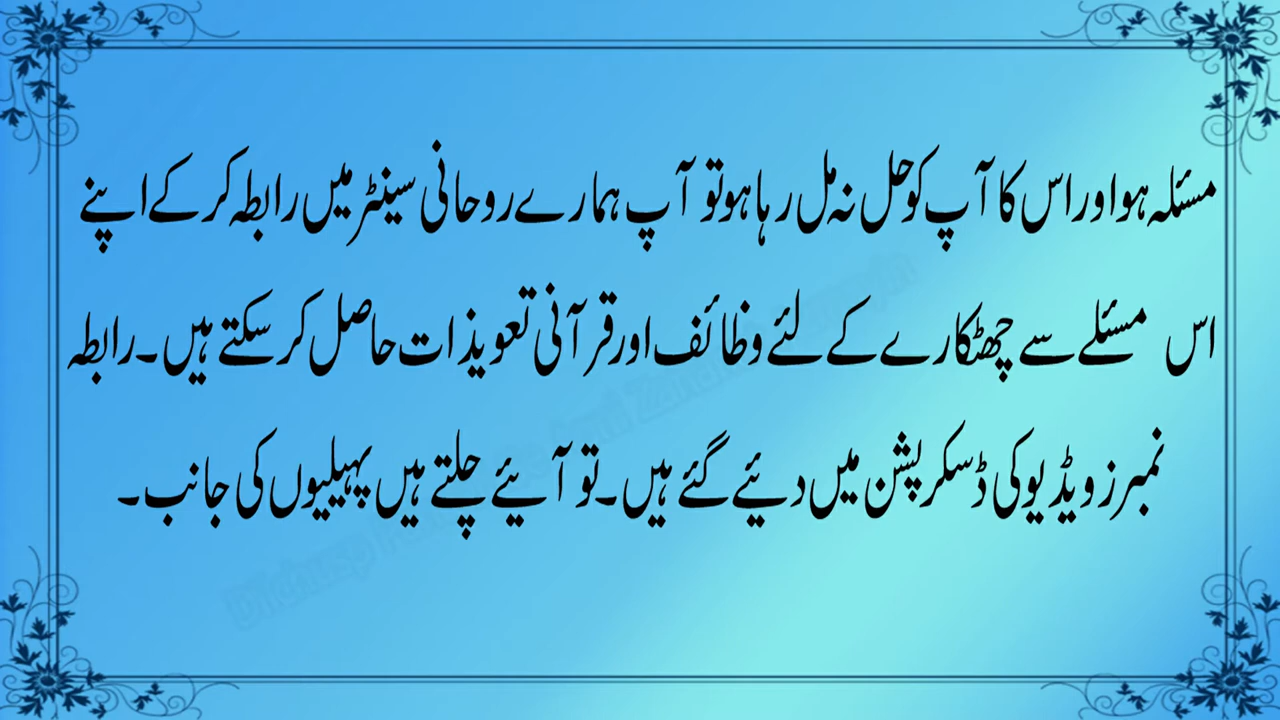 مسئلہ ہو اور اس کا آپ کو حل نہ مل رہا ہو تو آپ ہمارے روحانی سینٹر میں رابطہ کر کے اپنے
اس مسئلے سے چھٹکارے کے لئے وظائف اور قرآنی تعویذات حاصل کر سکتے ہیں۔ رابطہ
نمبرز ویڈیو کی ڈسکرپشن میں دئیے گئے ہیں۔ تو آئیے چلتے ہیں پہیلیوں کی جانب۔